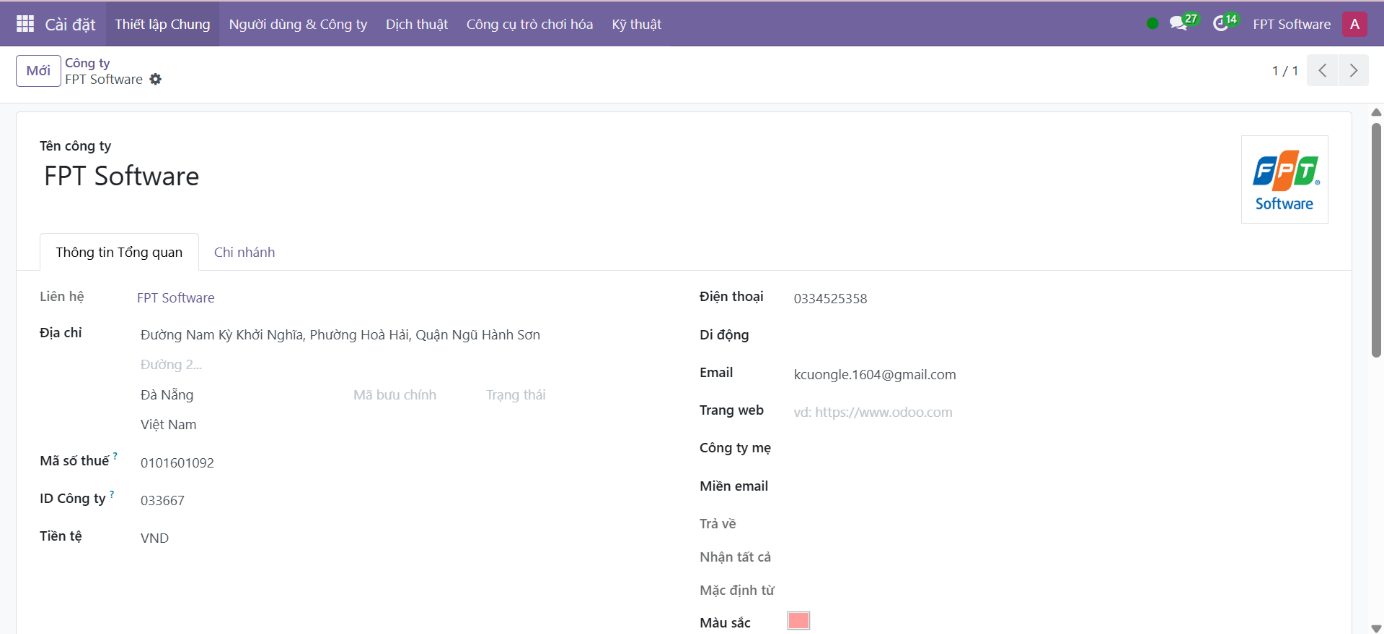 Cài đặt Thiết lập Chung Người dùng & Công ty Dịch thuật Công cụ trò chơi hóa Kỹ thuật 27 14 FPT Software A
Mới Công ty
FPT Software 1 / 1
Tên công ty
FPT Software
FPT
Software
Thông tin Tổng quan Chi nhánh
Liên hệ FPT Software
Địa chỉ Đường Nam Kỳ Khởi Nghĩa, Phường Hoà Hải, Quận Ngũ Hành Sơn
Đường 2...
Đà Nẵng Mã bưu chính Trạng thái
Việt Nam
Mã số thuế ? 0101601092
ID Công ty ? 033667
Tiền tệ VND
Điện thoại 0334525358
Di động
Email kcuongle.1604@gmail.com
Trang web vd: https://www.odoo.com
Công ty mẹ
Miền email
Trả về
Nhận tất cả
Mặc định từ
Màu sắc